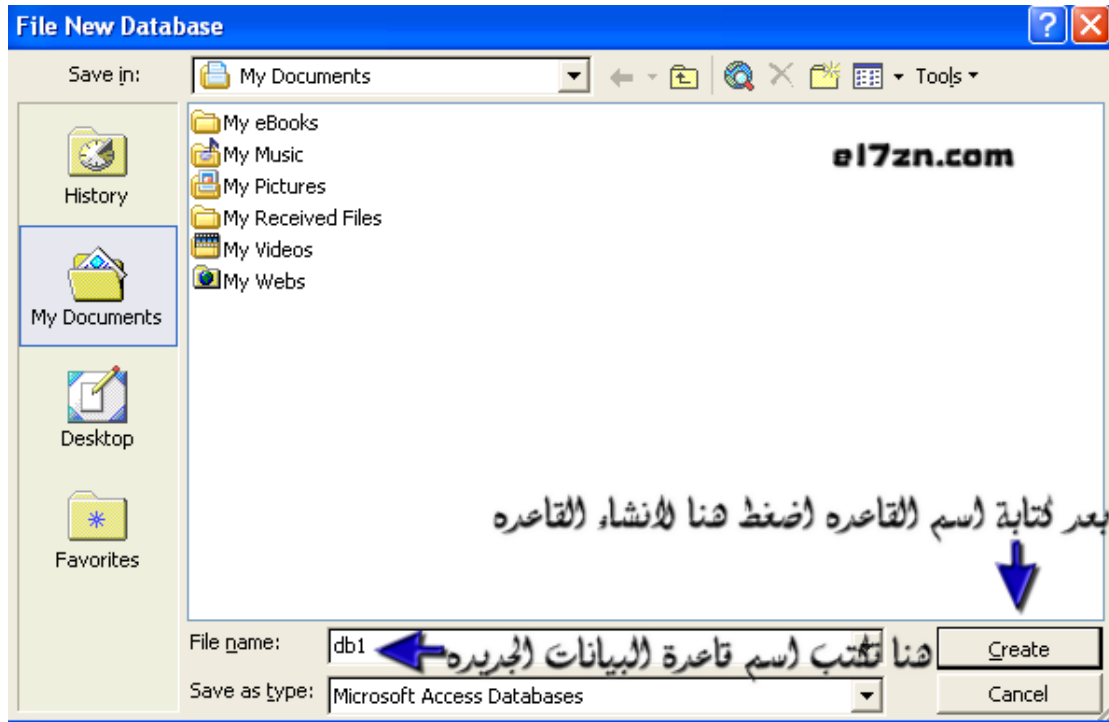 File New Database
Save in:
My Documents
Tools
My eBooks
My Music
My Pictures
My Received Files
My Videos
My Webs
el7zn.com
History
My Documents
Desktop
Favorites
بعد كتابة اسم القاعده اضغط هنا لانشاء القاعده
File name:
db1
هنا تكتب اسم قاعدة البيانات الجديده
Create
Save as type:
Microsoft Access Databases
Cancel